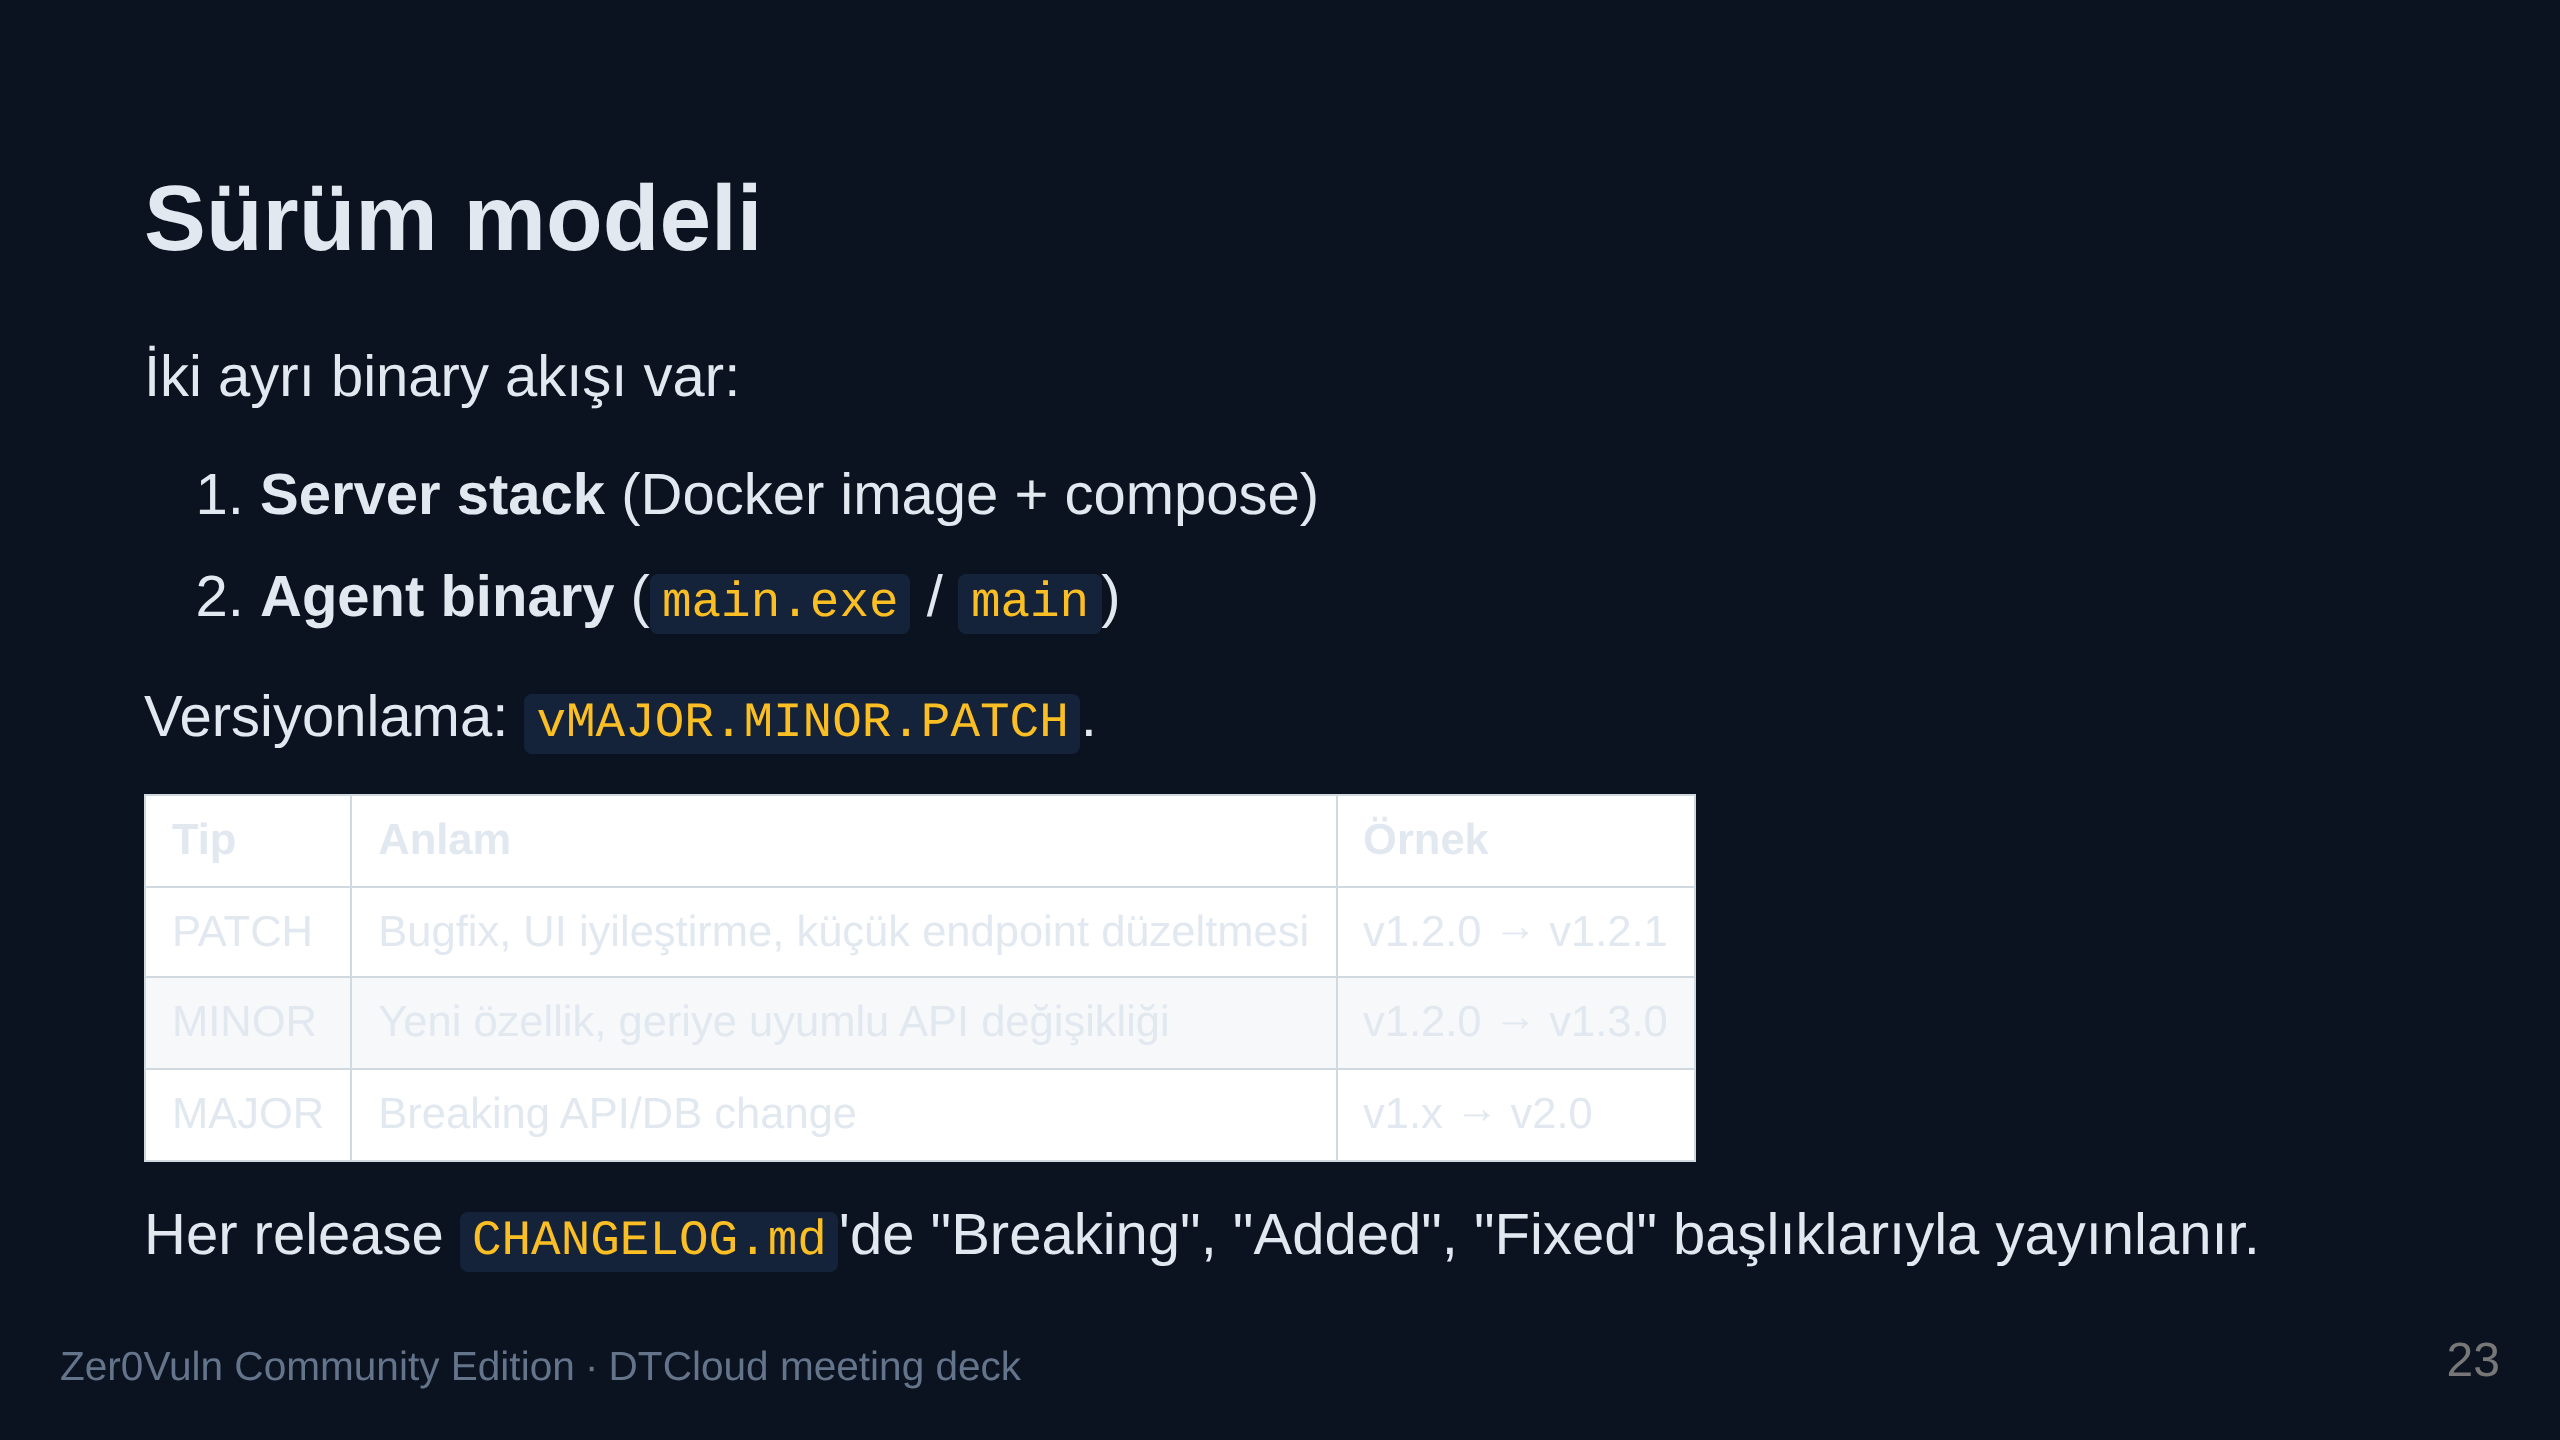 Sürüm modeli
İki ayrı binary akışı var:
1. Server stack (Docker image + compose)
2. Agent binary (main.exe / main)
Versiyonlama: vMAJOR.MINOR.PATCH.
Tip Anlam Örnek
PATCH Bugfix, UI iyileştirme, küçük endpoint düzeltmesi v1.2.0 → v1.2.1
MINOR Yeni özellik, geriye uyumlu API değişikliği v1.2.0 → v1.3.0
MAJOR Breaking API/DB change v1.x → v2.0
Her release CHANGELOG.md'de "Breaking", "Added", "Fixed" başlıklarıyla yayınlanır.
Zer0Vuln Community Edition · DTCloud meeting deck
23